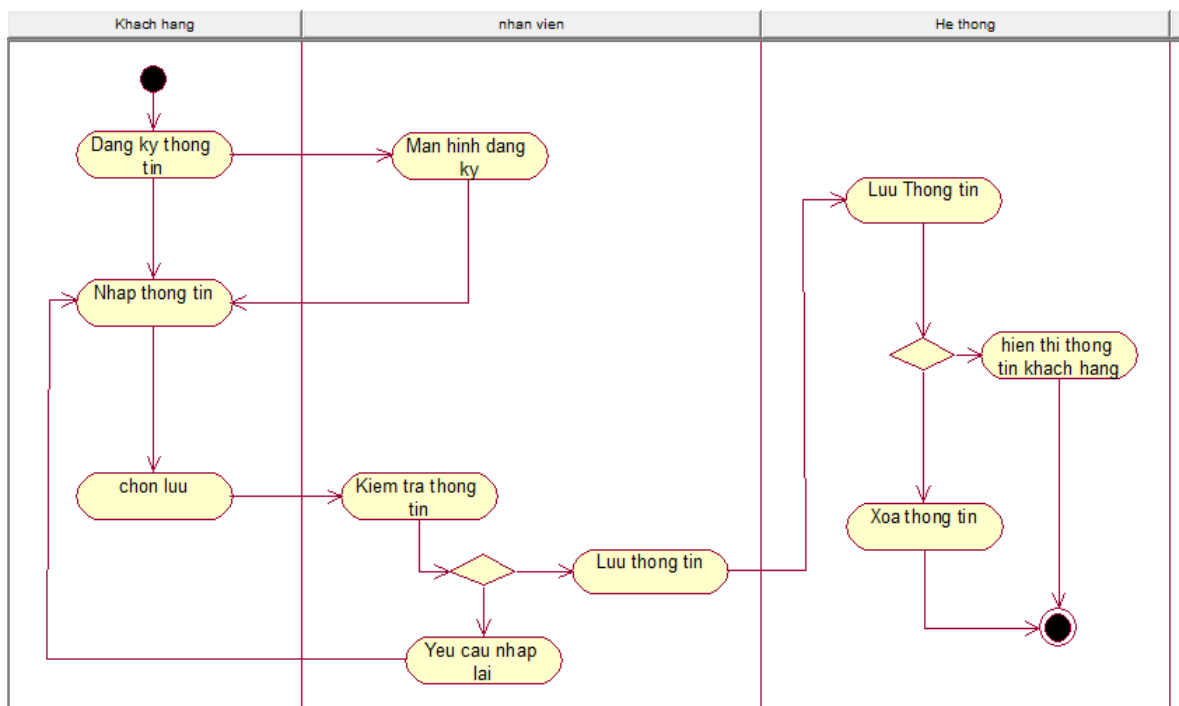 Khach hang
nhan vien
He thong
Dang ky thong
tin
Man hinh dang
ky
Luu Thong tin
Nhap thong tin
hien thi thong
tin khach hang
chon luu
Kiem tra thong
tin
Xoa thong tin
Luu thong tin
Yeu cau nhap
lai